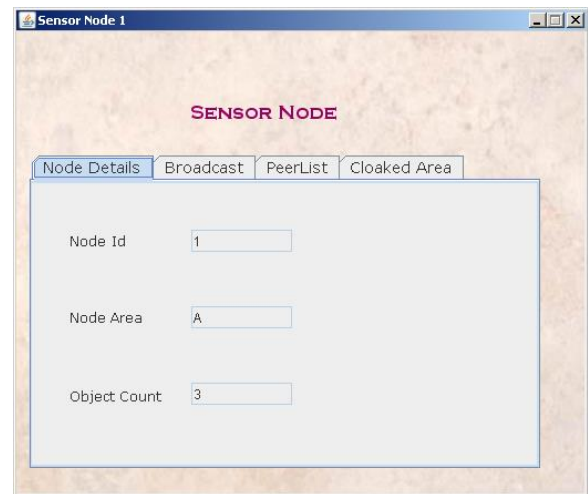 Sensor Node 1
SENSOR NODE
Node Details Broadcast PeerList Cloaked Area
Node Id 1
Node Area A
Object Count 3